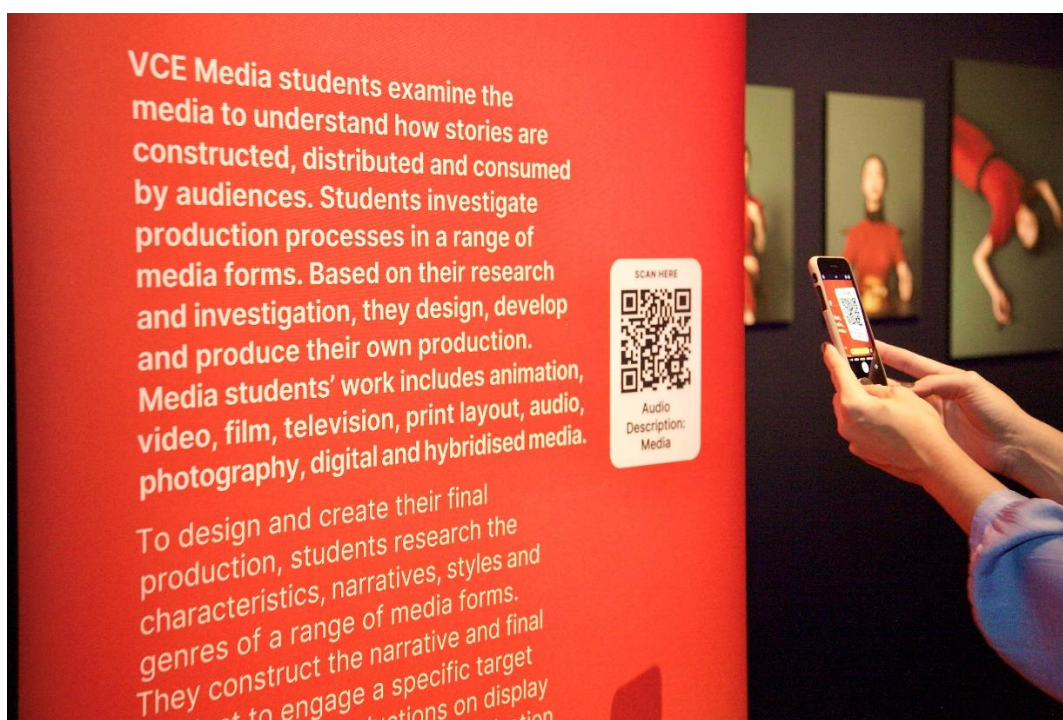 VCE Media students examine the
media to understand how stories are
constructed, distributed and consumed
by audiences. Students investigate
production processes in a range of
media forms. Based on their research
and investigation, they design, develop
and produce their own production.
Media students’ work includes animation,
video, film, television, print layout, audio,
photography, digital and hybridised media.
To design and create their final
production, students research the
characteristics, narratives, styles and
genres of a range of media forms.
They construct the narrative and final
to engage a specific target
on display
SCAN HERE
Audio
Description:
Media